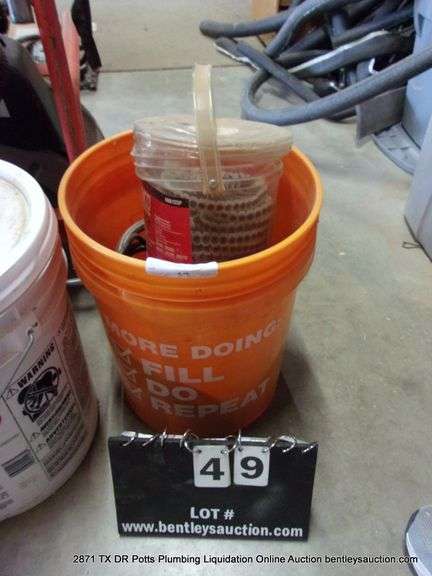 MORE DOING.
FILL
DO
REPEAT
WARNING
49
LOT #
www.bentleysauction.com
2871 TX DR Potts Plumbing Liquidation Online Auction bentleysauction.com